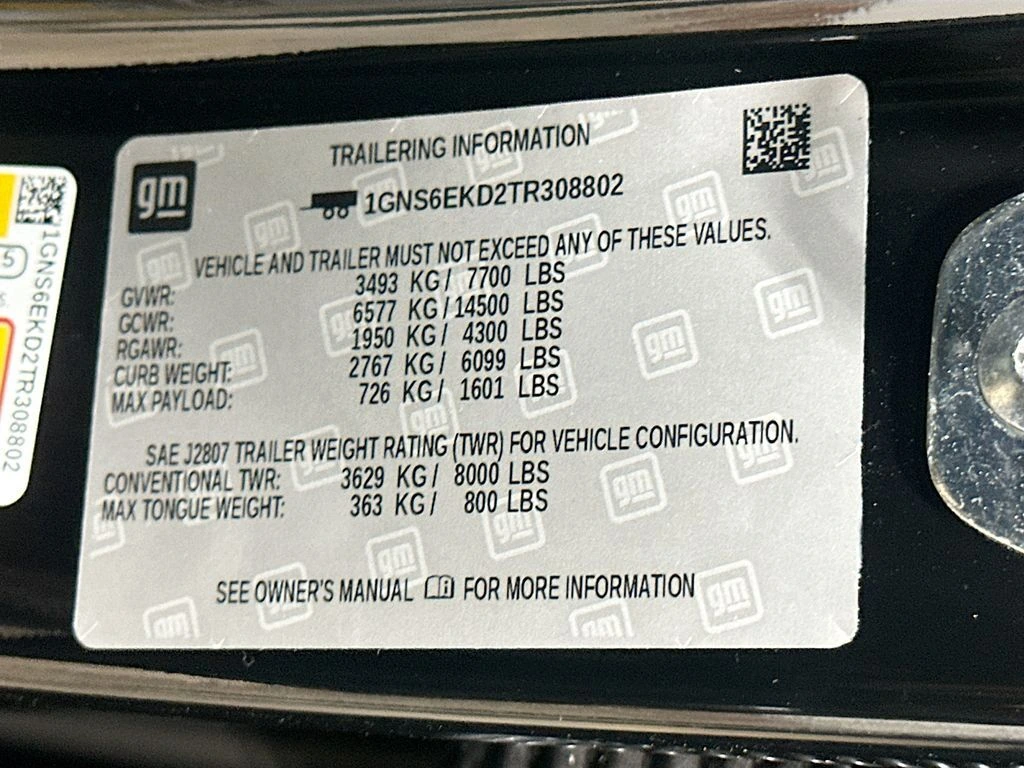 gm
TRAILERING INFORMATION
1GNS6EKD2TR308802
VEHICLE AND TRAILER MUST NOT EXCEED ANY OF THESE VALUES.
GVWR: 3493 KG/ 7700 LBS
GCWR: 6577 KG/14500 LBS
RGAWR: 1950 KG/ 4300 LBS
CURB WEIGHT: 2767 KG/ 6099 LBS
MAX PAYLOAD: 726 KG/ 1601 LBS
SAE J2807 TRAILER WEIGHT RATING (TWR) FOR VEHICLE CONFIGURATION.
CONVENTIONAL TWR: 3629 KG/ 8000 LBS
MAX TONGUE WEIGHT: 363 KG/ 800 LBS
SEE OWNER'S MANUAL FOR MORE INFORMATION
1GNS6EKD2TR308802
5